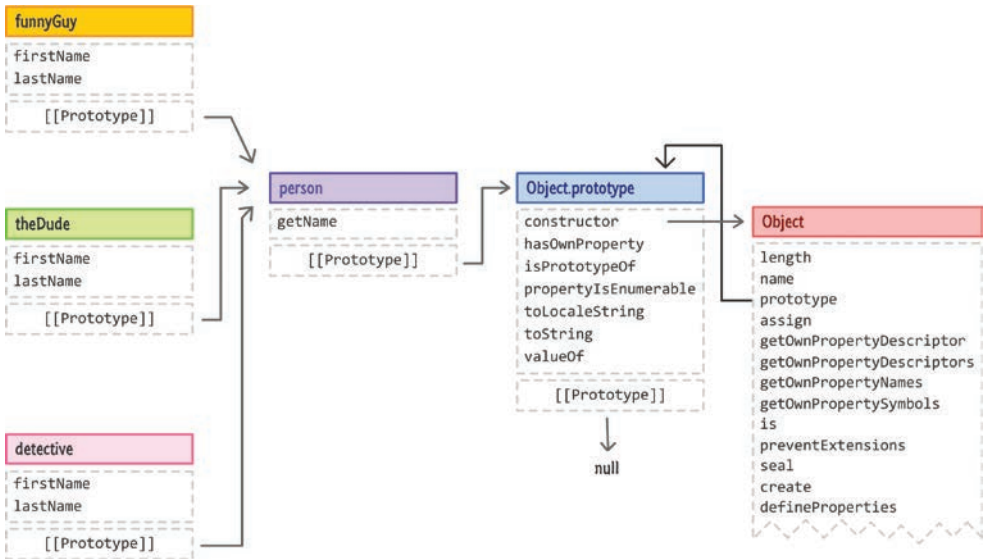 funnyGuy
firstName
lastName
[[Prototype]]
theDude
firstName
lastName
[[Prototype]]
detective
firstName
lastName
[[Prototype]]
person
getName
[[Prototype]]
Object.prototype
constructor
hasOwnProperty
isPrototypeOf
propertyIsEnumerable
toLocaleString
toString
valueOf
[[Prototype]]
null
Object
length
name
prototype
assign
getOwnPropertyDescriptor
getOwnPropertyDescriptors
getOwnPropertyNames
getOwnPropertySymbols
is
preventExtensions
seal
create
defineProperties